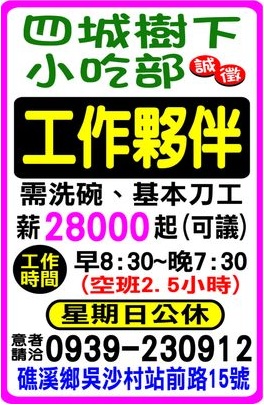 四城樹下
小吃部 誠徵
工作夥伴
需洗碗、基本刀工
薪28000起(可議)
工作時間 早8:30~晚7:30
(空班2.5小時)
星期日公休
意者請洽 0939-230912
礁溪鄉吳沙村站前路15號